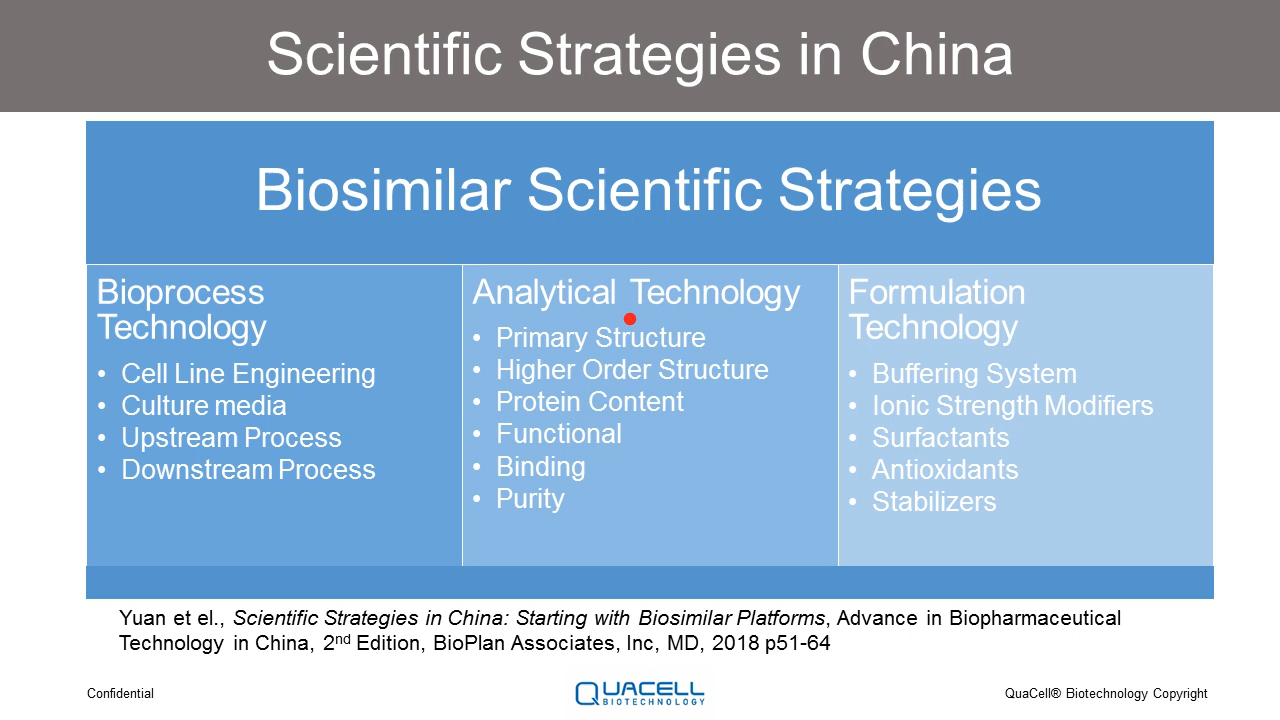 Scientific Strategies in China
Biosimilar Scientific Strategies
Bioprocess
Technology
• Cell Line Engineering
• Culture media
• Upstream Process
• Downstream Process
Analytical Technology
• Primary Structure
• Higher Order Structure
• Protein Content
• Functional
• Binding
• Purity
Formulation
Technology
• Buffering System
• Ionic Strength Modifiers
• Surfactants
• Antioxidants
• Stabilizers
Yuan et el., Scientific Strategies in China: Starting with Biosimilar Platforms, Advance in Biopharmaceutical
Technology in China, 2nd Edition, BioPlan Associates, Inc, MD, 2018 p51-64
Confidential
QUACELL
BIOTECHNOLOGY
QuaCell® Biotechnology Copyright